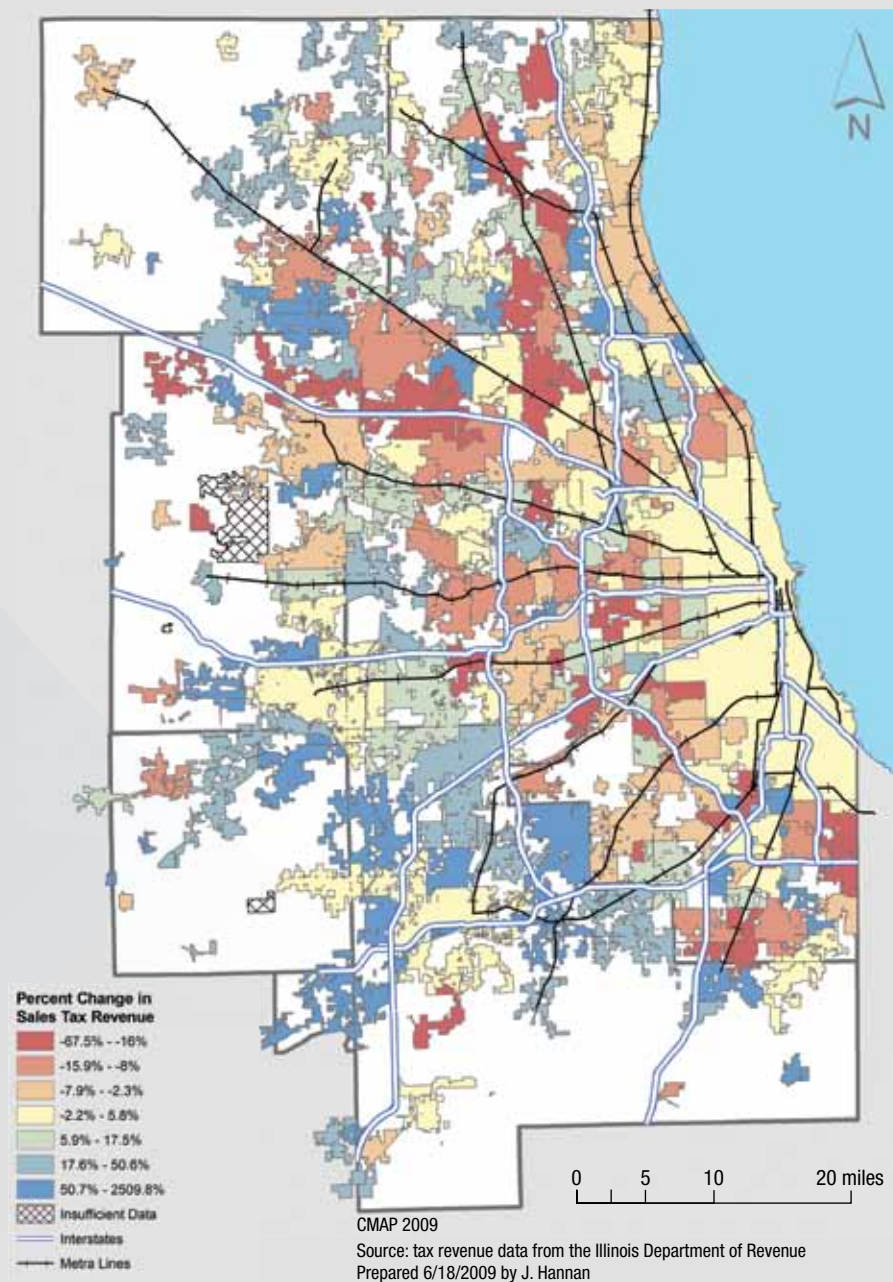 N
Percent Change in
Sales Tax Revenue
-67.5% - -16%
-15.9% - -8%
-7.9% - -2.3%
-2.2% - 5.8%
5.9% - 17.5%
17.6% - 50.6%
50.7% - 2509.8%
Insufficient Data
Interstates
Metra Lines
0 5 10 20 miles
CMAP 2009
Source: tax revenue data from the Illinois Department of Revenue
Prepared 6/18/2009 by J. Hannan